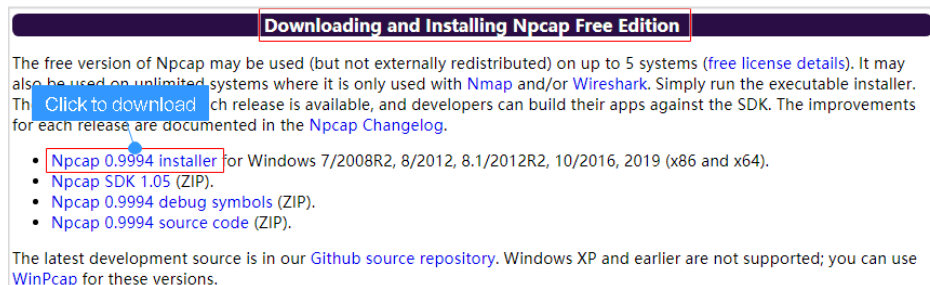 Downloading and Installing Npcap Free Edition
The free version of Npcap may be used (but not externally redistributed) on up to 5 systems (free license details). It may
also be used on unlimited systems where it is only used with Nmap and/or Wireshark. Simply run the executable installer.
Click to download
ch release is available, and developers can build their apps against the SDK. The improvements
for each release are documented in the Npcap Changelog.
• Npcap 0.9994 installer for Windows 7/2008R2, 8/2012, 8.1/2012R2, 10/2016, 2019 (x86 and x64).
• Npcap SDK 1.05 (ZIP).
• Npcap 0.9994 debug symbols (ZIP).
• Npcap 0.9994 source code (ZIP).
The latest development source is in our Github source repository. Windows XP and earlier are not supported; you can use
WinPcap for these versions.